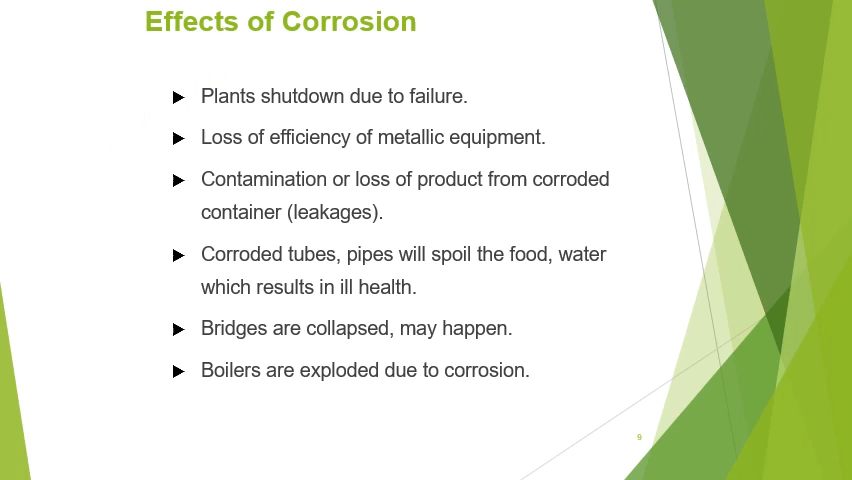 Effects of Corrosion
Plants shutdown due to failure.
Loss of efficiency of metallic equipment.
Contamination or loss of product from corroded
container (leakages).
Corroded tubes, pipes will spoil the food, water
which results in ill health.
Bridges are collapsed, may happen.
Boilers are exploded due to corrosion.
9